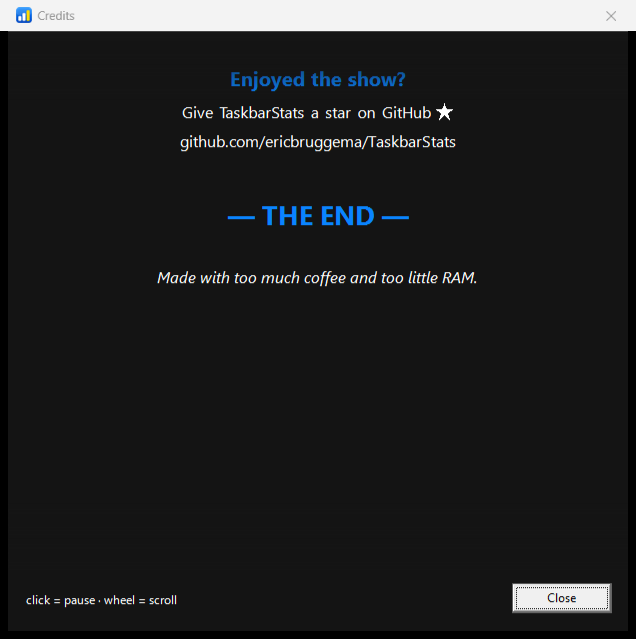 Credits
Enjoyed the show?
Give TaskbarStats a star on GitHub ★
github.com/ericbruggema/TaskbarStats
— THE END —
Made with too much coffee and too little RAM.
click = pause · wheel = scroll
Close